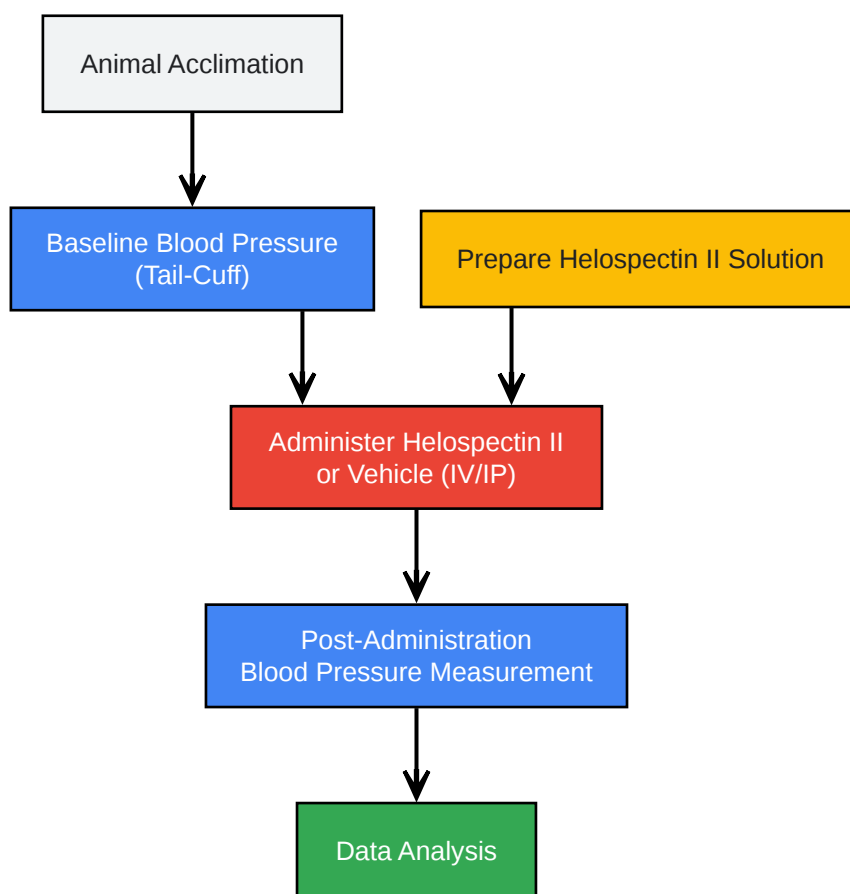 Animal Acclimation
Baseline Blood Pressure
(Tail-Cuff)
Prepare Helospectin II Solution
Administer Helospectin II
or Vehicle (IV/IP)
Post-Administration
Blood Pressure Measurement
Data Analysis